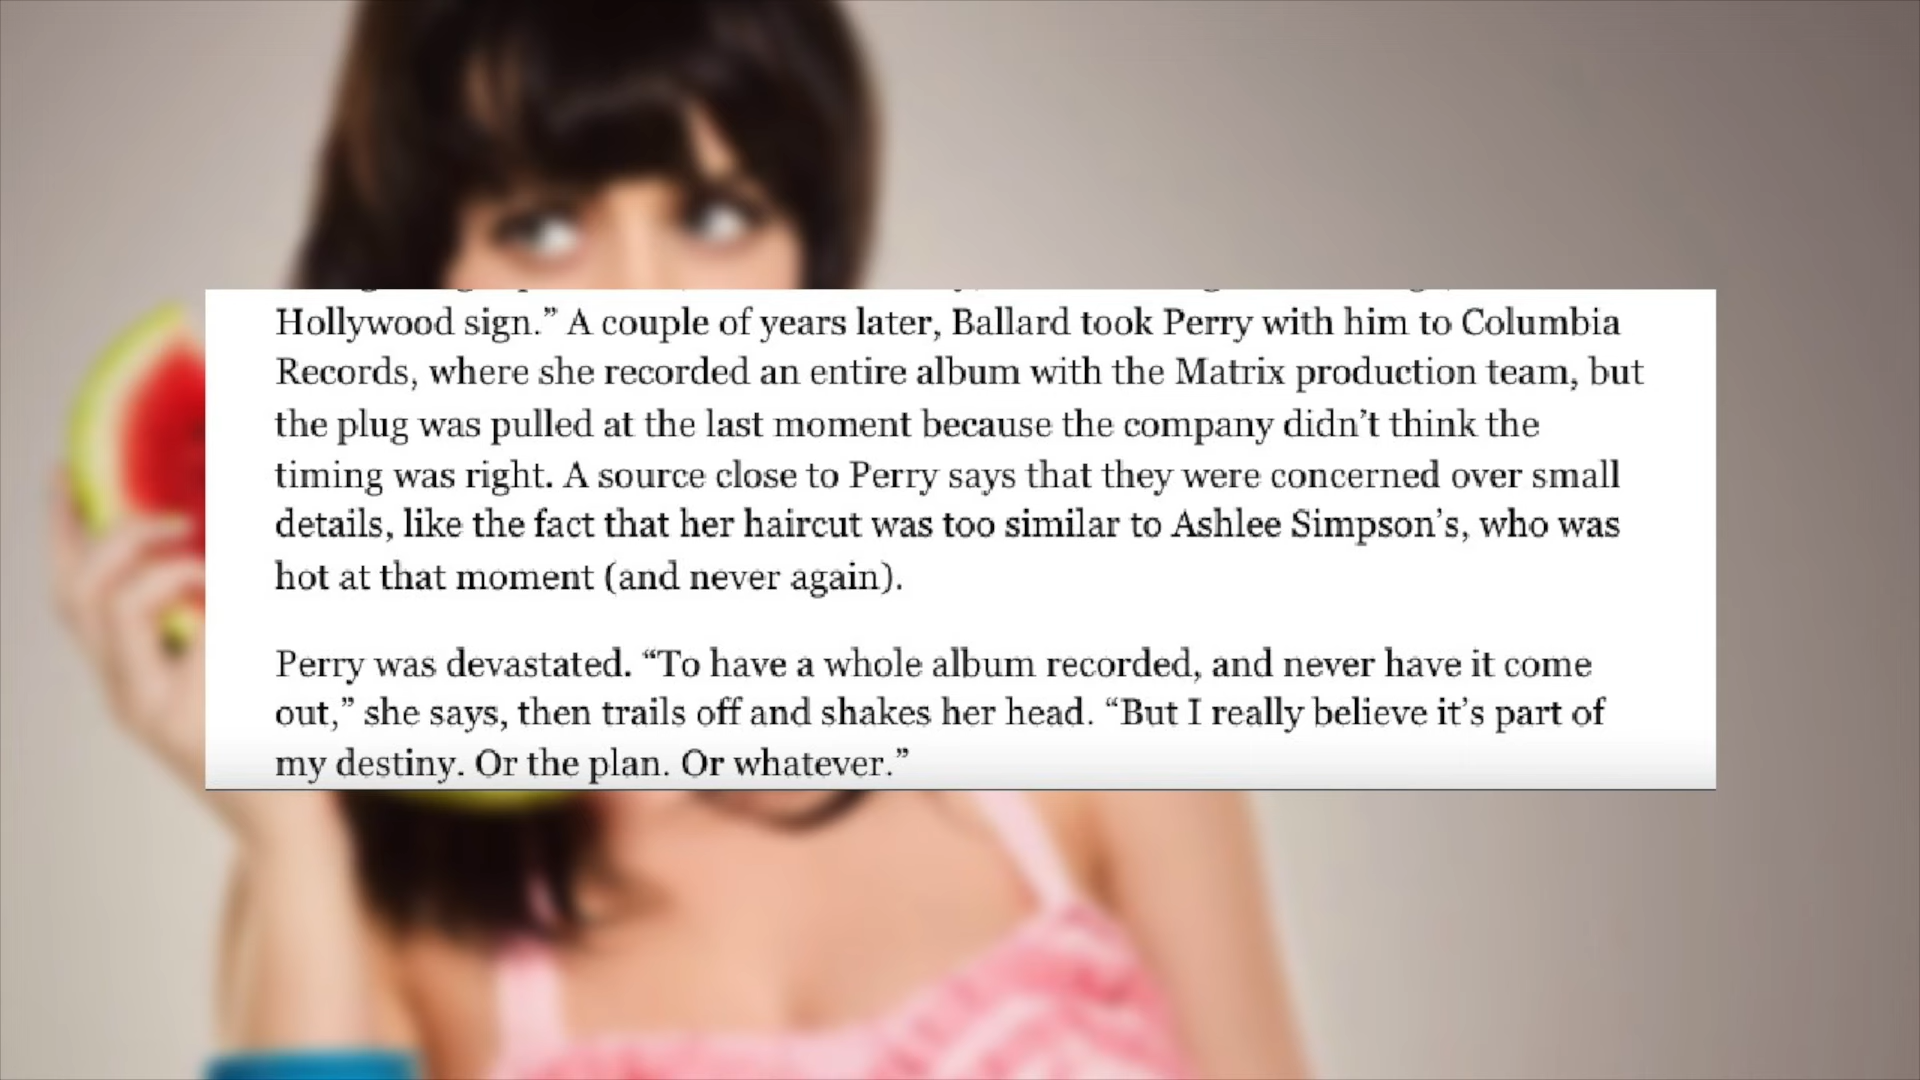 Hollywood sign.” A couple of years later, Ballard took Perry with him to Columbia
Records, where she recorded an entire album with the Matrix production team, but
the plug was pulled at the last moment because the company didn’t think the
timing was right. A source close to Perry says that they were concerned over small
details, like the fact that her haircut was too similar to Ashlee Simpson’s, who was
hot at that moment (and never again).
Perry was devastated. “To have a whole album recorded, and never have it come
out,” she says, then trails off and shakes her head. “But I really believe it’s part of
my destiny. Or the plan. Or whatever.”